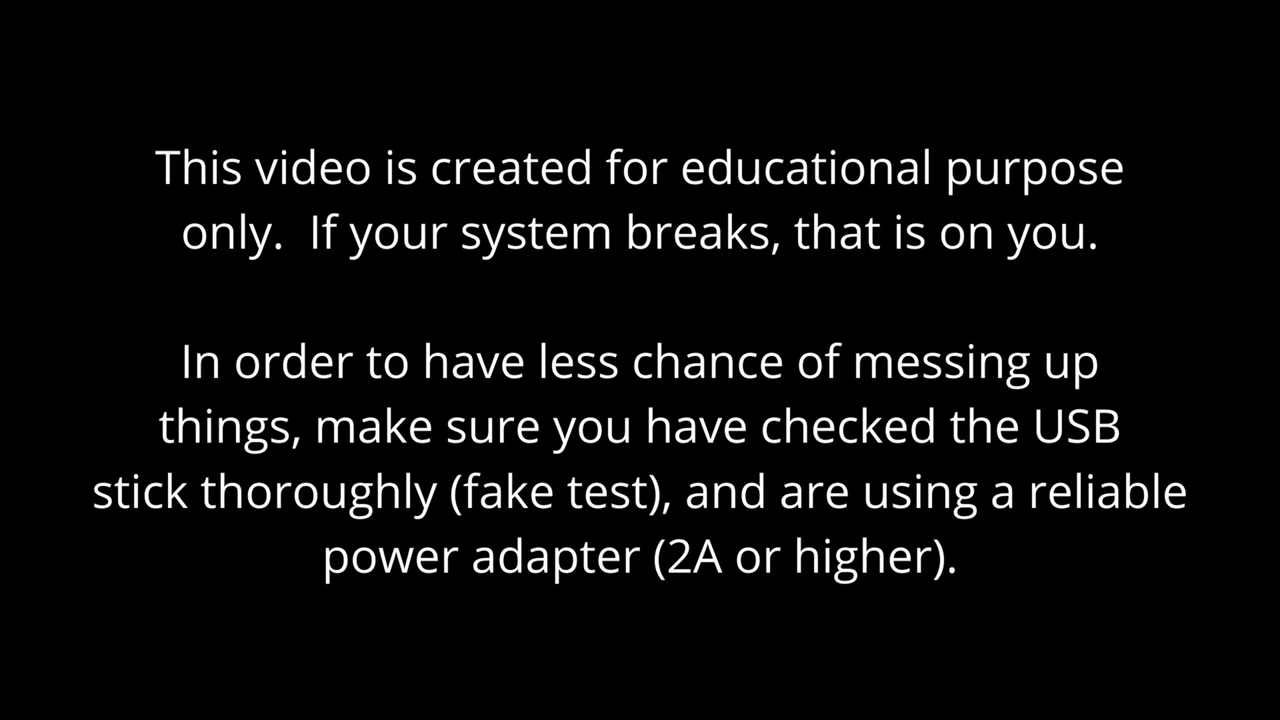 This video is created for educational purpose
only.  If your system breaks, that is on you.
In order to have less chance of messing up
things, make sure you have checked the USB
stick thoroughly (fake test), and are using a reliable
power adapter (2A or higher).